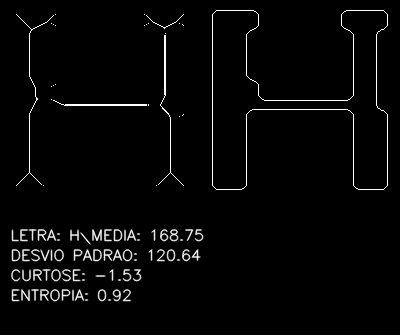 H H
LETRA: H\MEDIA: 168.75
DESVIO PADRAO: 120.64
CURTOSE: -1.53
ENTROPIA: 0.92